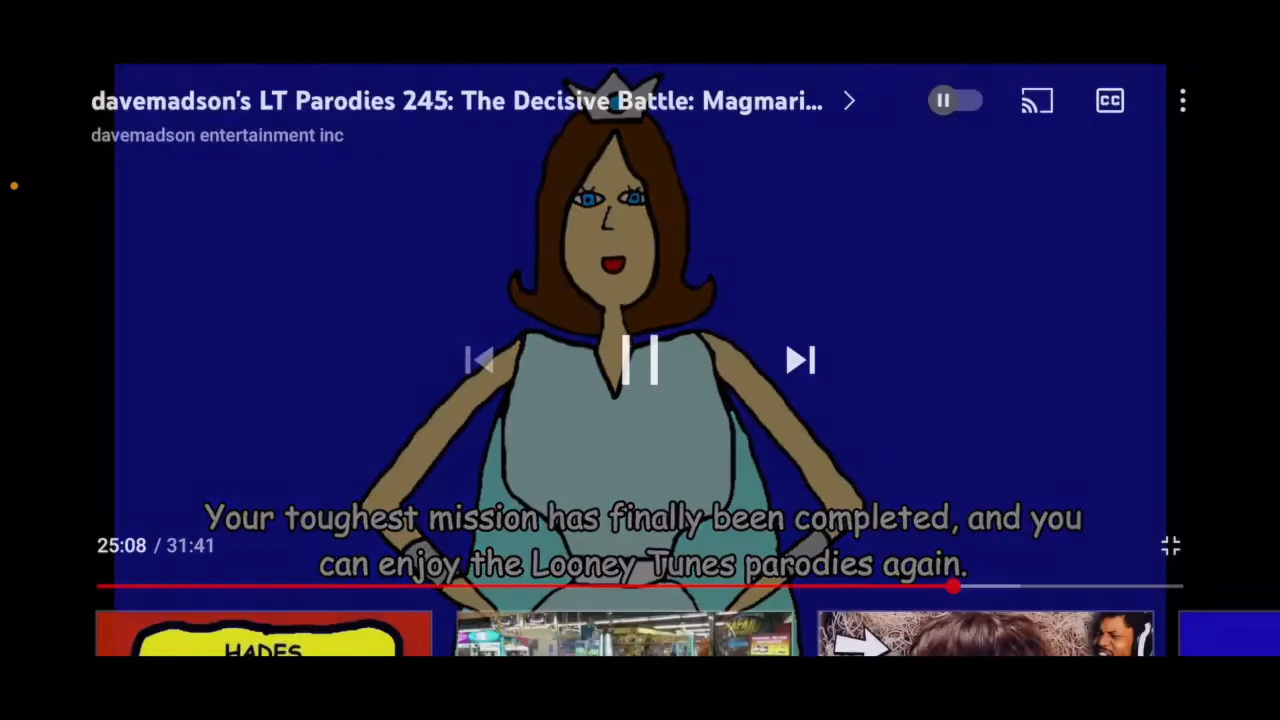 davemadson's LT Parodies 245: The Decisive Battle: Magmari...
davemadson entertainment inc
CC
Your toughest mission has finally been completed, and you
can enjoy the Looney Tunes parodies again.
25:08 / 31:41
HADES